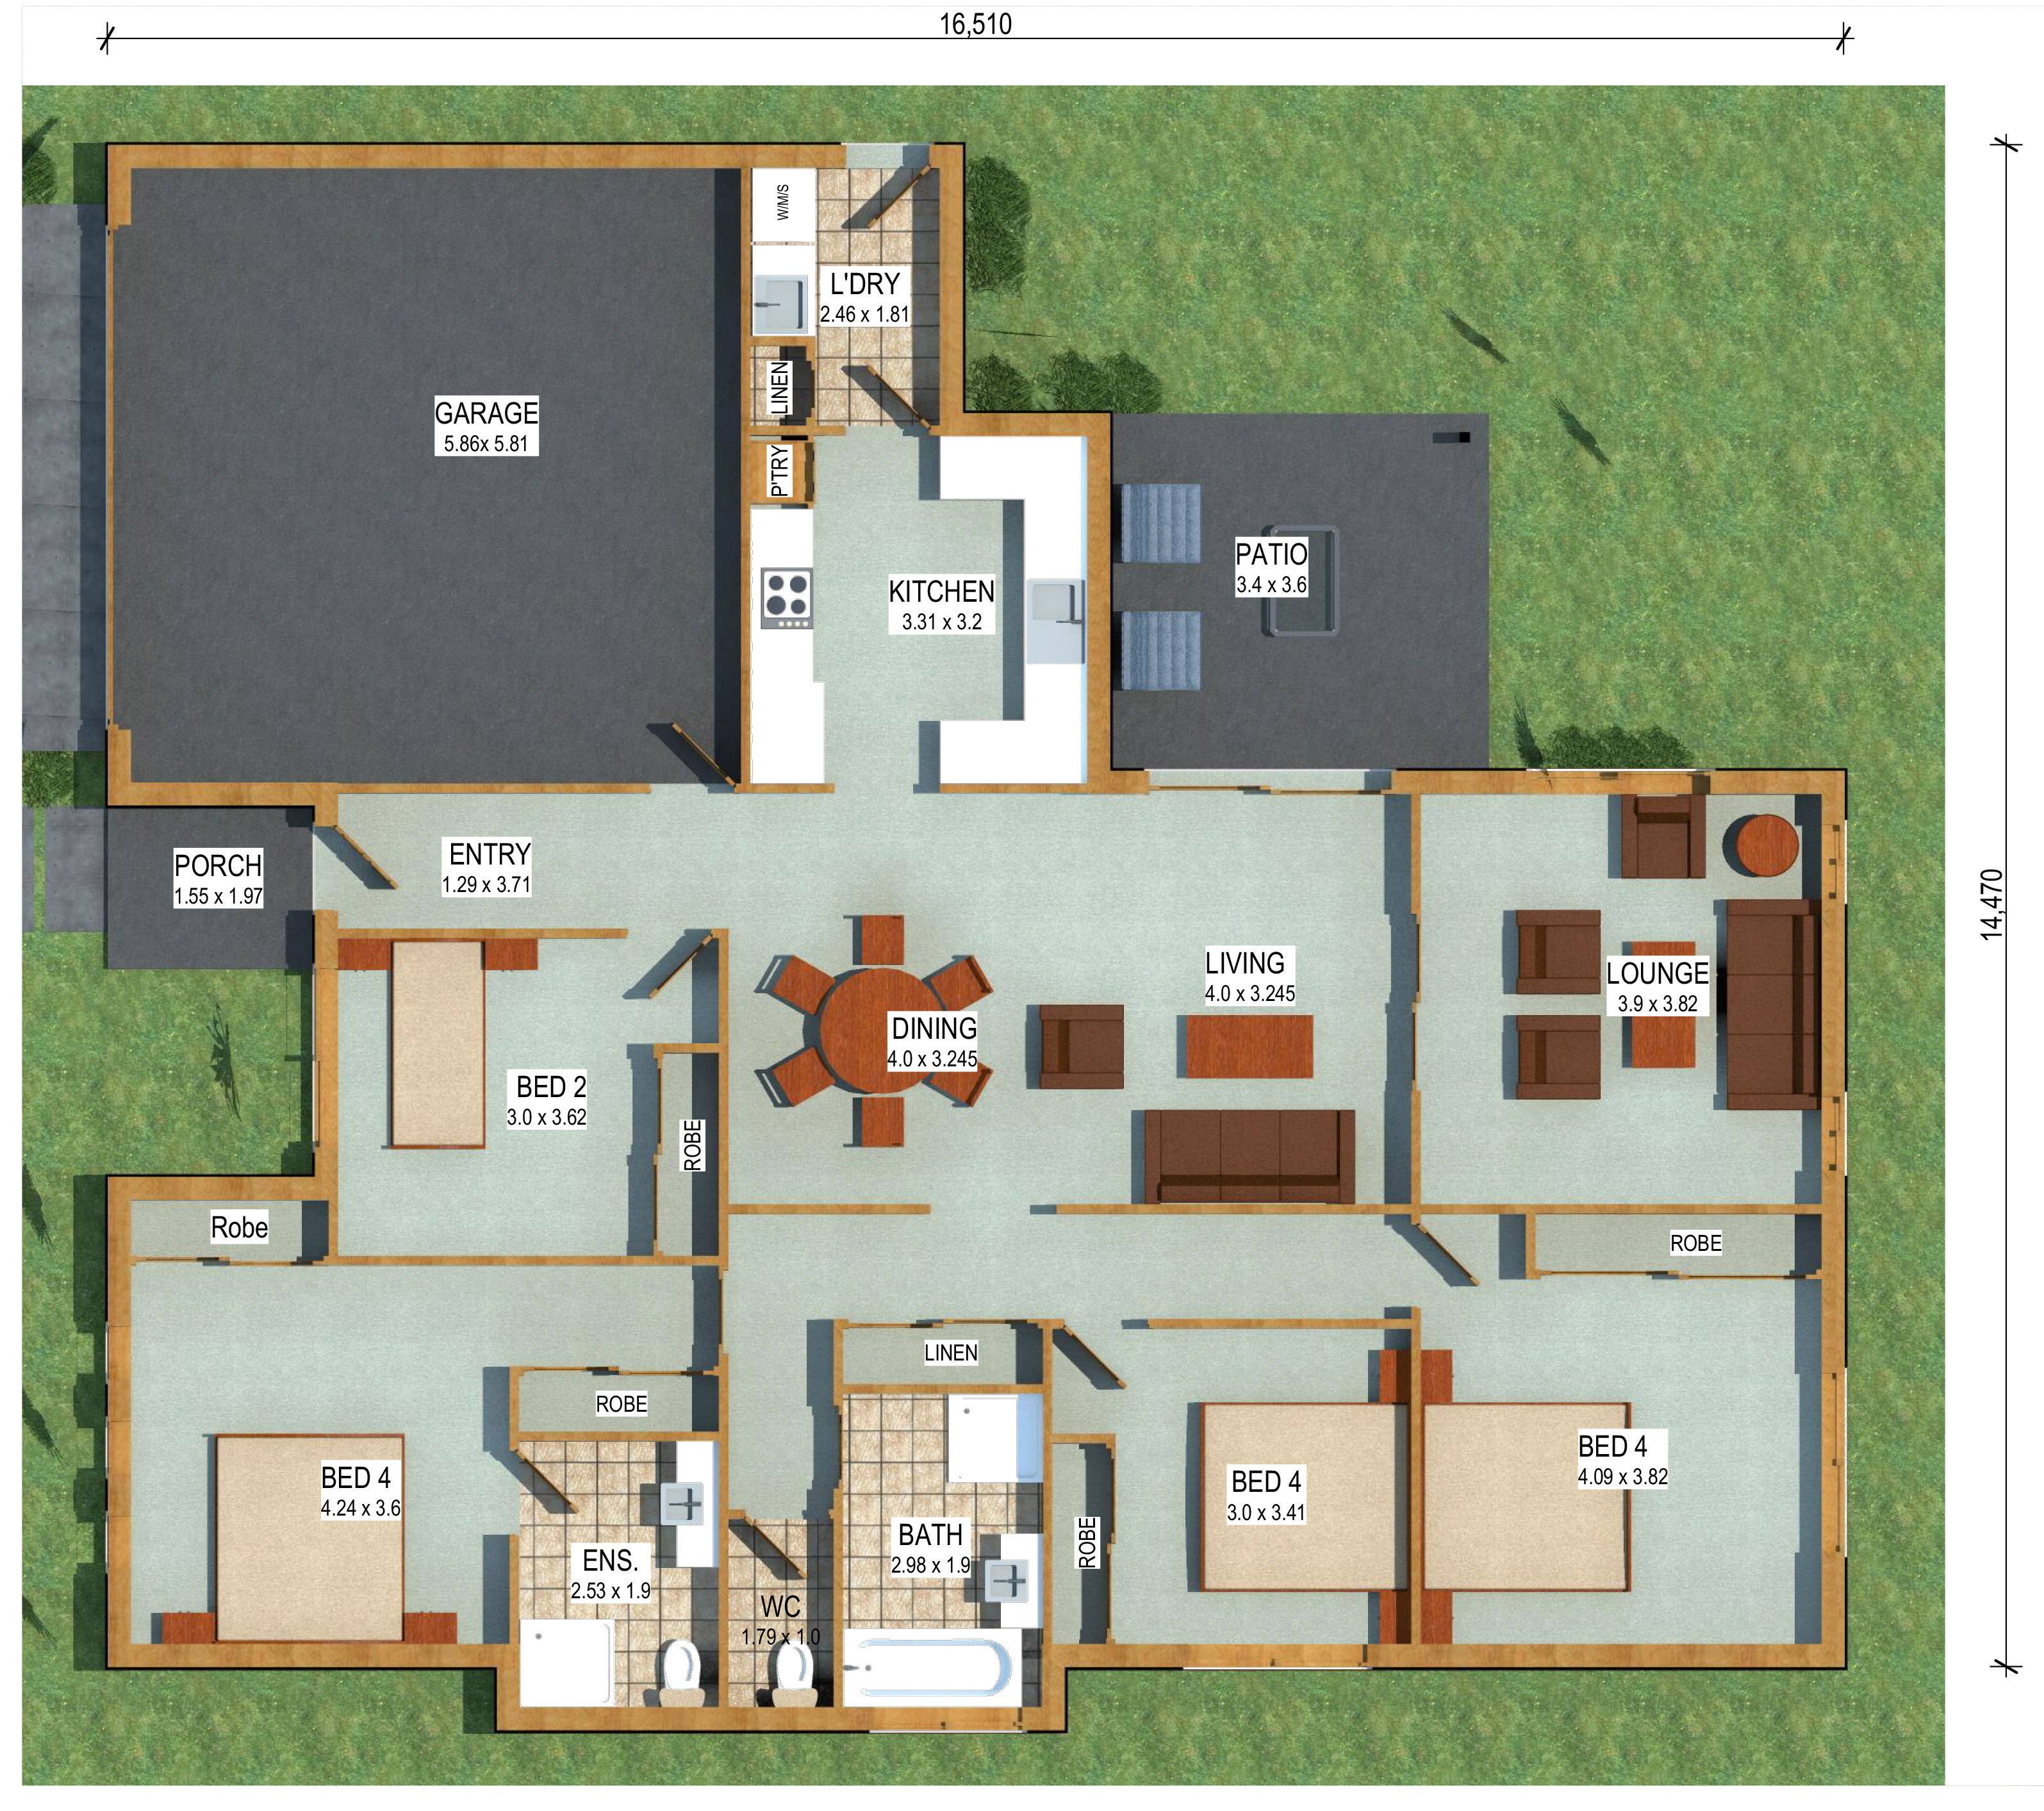 16,510
W/M/S
L'DRY
2.46 x 1.81
LINEN
GARAGE
5.86x 5.81
P'TRY
KITCHEN
3.31 x 3.2
PATIO
3.4 x 3.6
PORCH
1.55 x 1.97
ENTRY
1.29 x 3.71
14,470
LIVING
4.0 x 3.245
LOUNGE
3.9 x 3.82
DINING
4.0 x 3.245
BED 2
3.0 x 3.62
ROBE
Robe
ROBE
LINEN
ROBE
BED 4
4.24 x 3.6
BED 4
3.0 x 3.41
BED 4
4.09 x 3.82
ENS.
2.53 x 1.9
BATH
2.98 x 1.9
ROBE
WC
1.79 x 1.0